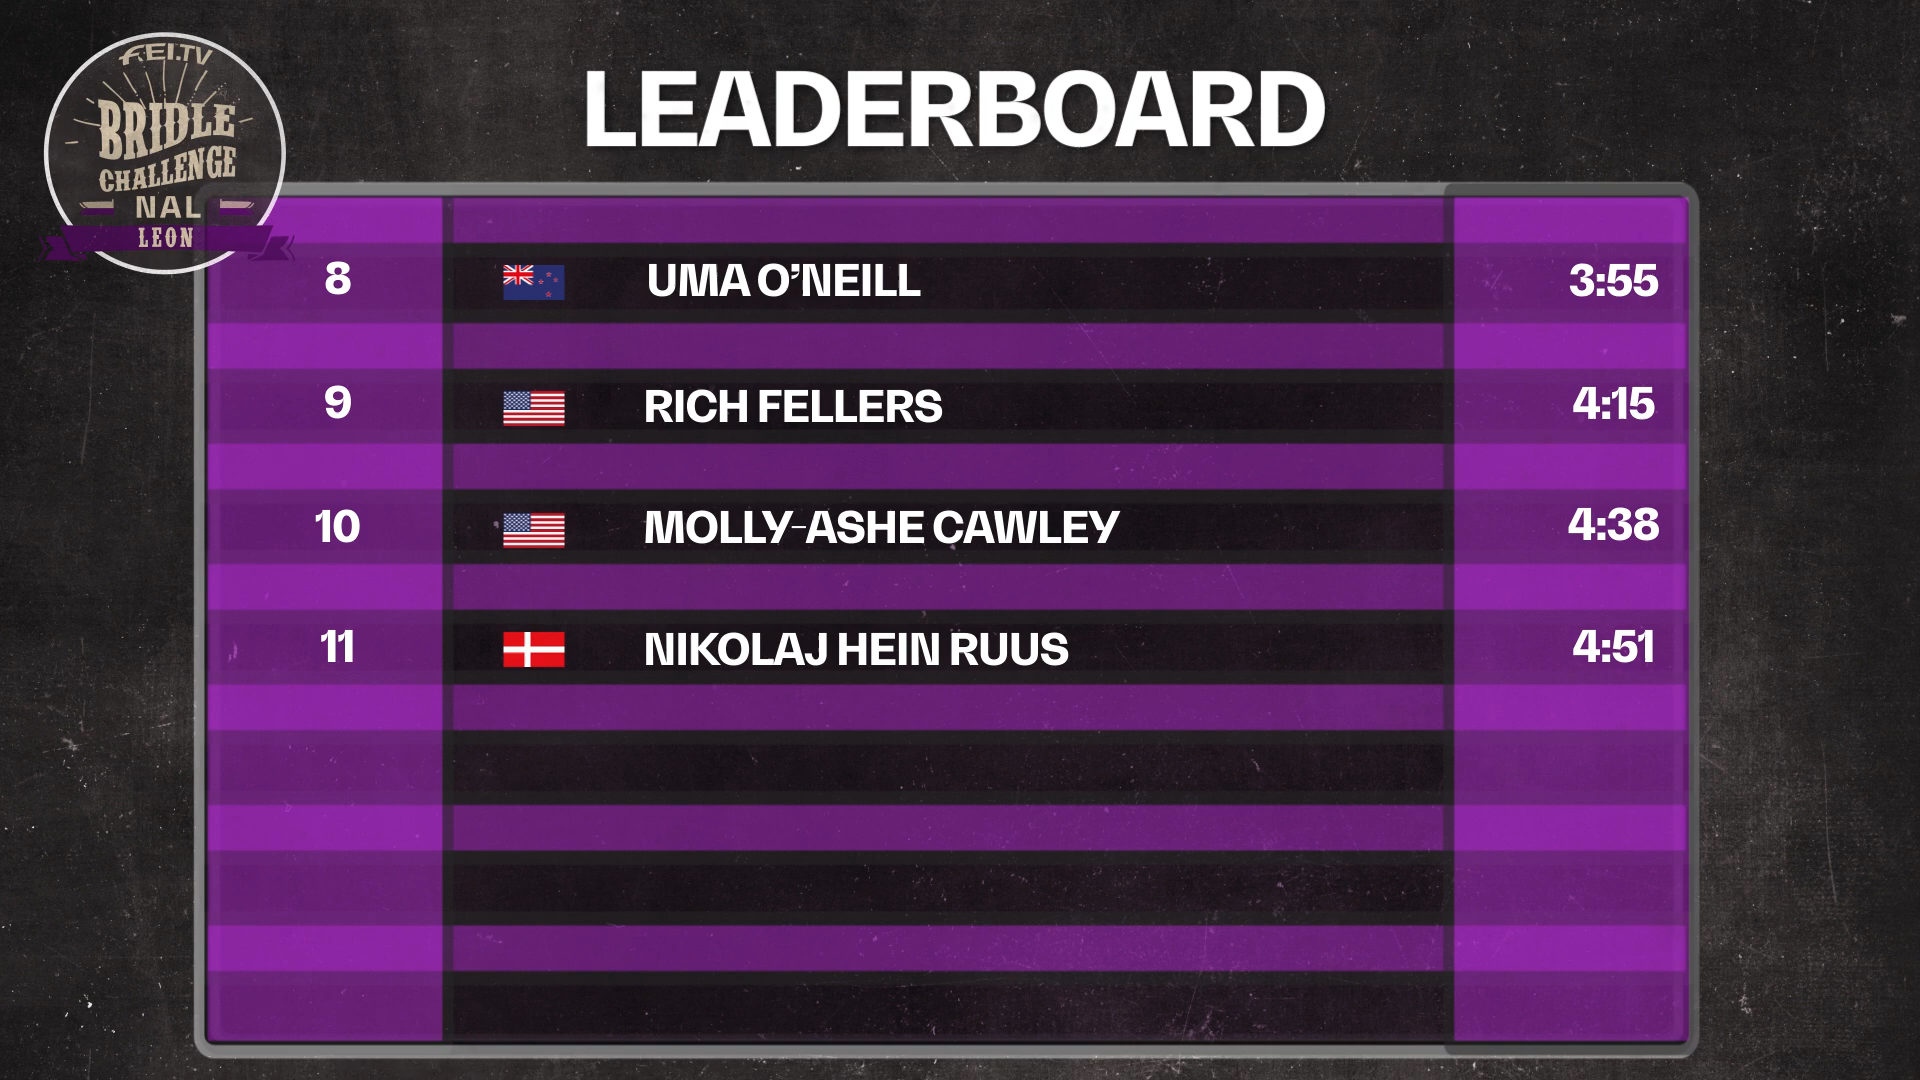 FEI.TV
BRIDLE
CHALLENGE
NAL
LEON
LEADERBOARD
8 UMA O’NEILL 3:55
9 RICH FELLERS 4:15
10 MOLLY-ASHE CAWLEY 4:38
11 NIKOLAJ HEIN RUUS 4:51